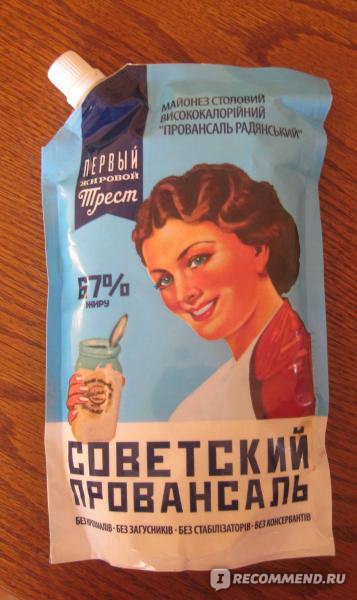 МАЙОНЕЗ СТОЛОВИЙ
ВИСОКОКАЛОРІЙНИЙ
"ПРОВАНСАЛЬ РАДЯНСЬКИЙ"
ПЕРВЫЙ
ЖИРОВОЙ
Трест
67%
ЖИРУ
СОВЕТСКИЙ
ПРОВАНСАЛЬ
БЕЗ КРОХМАЛІВ · БЕЗ ЗАГУСНИКІВ · БЕЗ СТАБІЛІЗАТОРІВ · БЕЗ КОНСЕРВАНТІВ
IRECOMMEND.RU